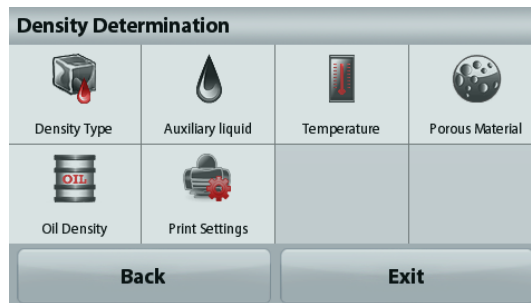 Density Determination
Density Type
Auxiliary liquid
Temperature
Porous Material
OIL
Oil Density
Print Settings
Back
Exit